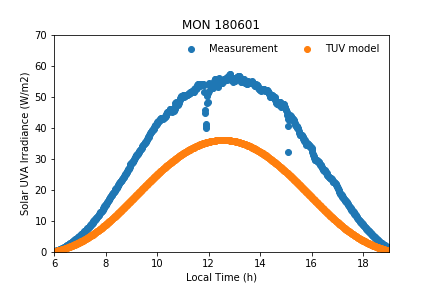 MON 180601
Measurement TUV model
Solar UVA Irradiance (W/m2)
70
60
50
40
30
20
10
0
6 8 10 12 14 16 18
Local Time (h)